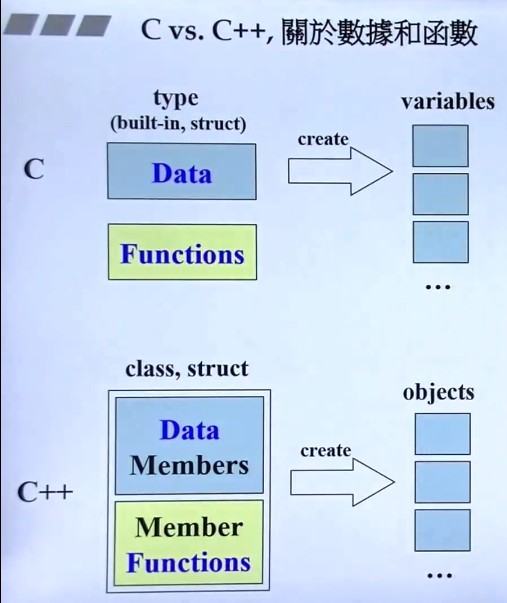 C vs. C++, 關於數據和函數
type
(built-in, struct)
variables
create
C
Data
Functions
...
class, struct
objects
create
Data
Members
C++
Member
Functions
...